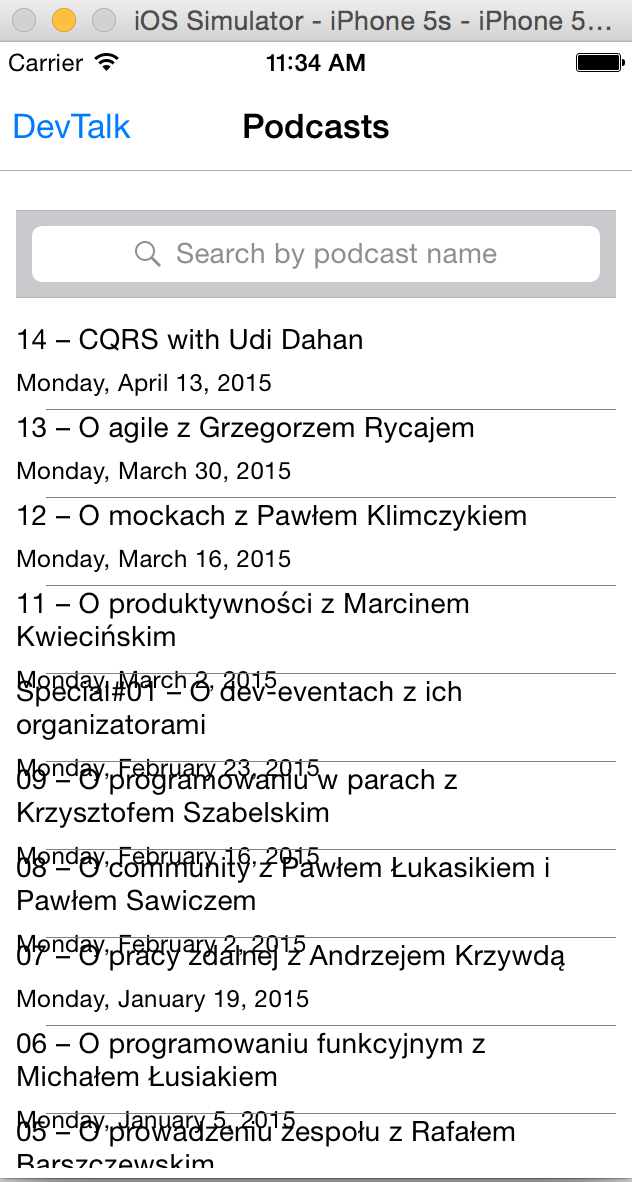 iOS Simulator - iPhone 5s - iPhone 5...
Carrier 11:34 AM
DevTalk Podcasts
Search by podcast name
14 – CQRS with Udi Dahan
Monday, April 13, 2015
13 – O agile z Grzegorzem Rycajem
Monday, March 30, 2015
12 – O mockach z Pawłem Klimczykiem
Monday, March 16, 2015
11 – O produktywności z Marcinem
Kwiecińskim
Monday, March 2, 2015
Special#01 – O dev-eventach z ich
organizatorami
Monday, February 23, 2015
09 – O programowaniu w parach z
Krzysztofem Szabelskim
Monday, February 16, 2015
08 – O community z Pawłem Łukasikiem i
Pawłem Sawiczem
Monday, February 2, 2015
07 – O pracy zdalnej z Andrzejem Krzywdą
Monday, January 19, 2015
06 – O programowaniu funkcyjnym z
Michałem Łusiakiem
Monday, January 5, 2015
05 – O prowadzeniu zespołu z Rafałem
Barszczewskim